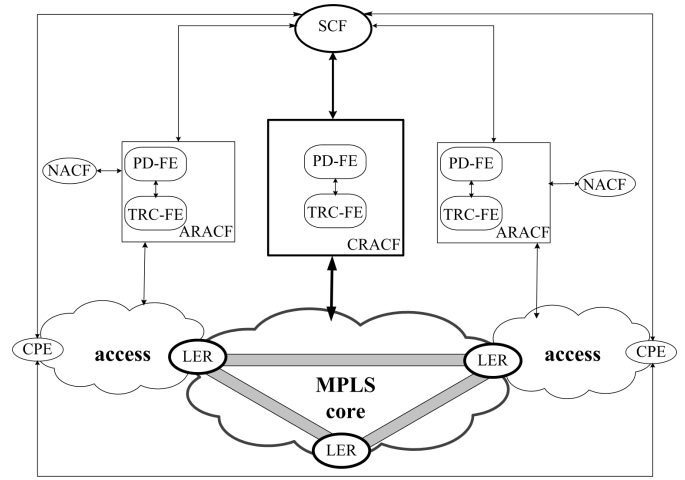 SCF
PD-FE
TRC-FE
ARACF
NACF
PD-FE
TRC-FE
CRACF
PD-FE
TRC-FE
ARACF
NACF
CPE
access
LER
MPLS
core
LER
access
CPE
LER